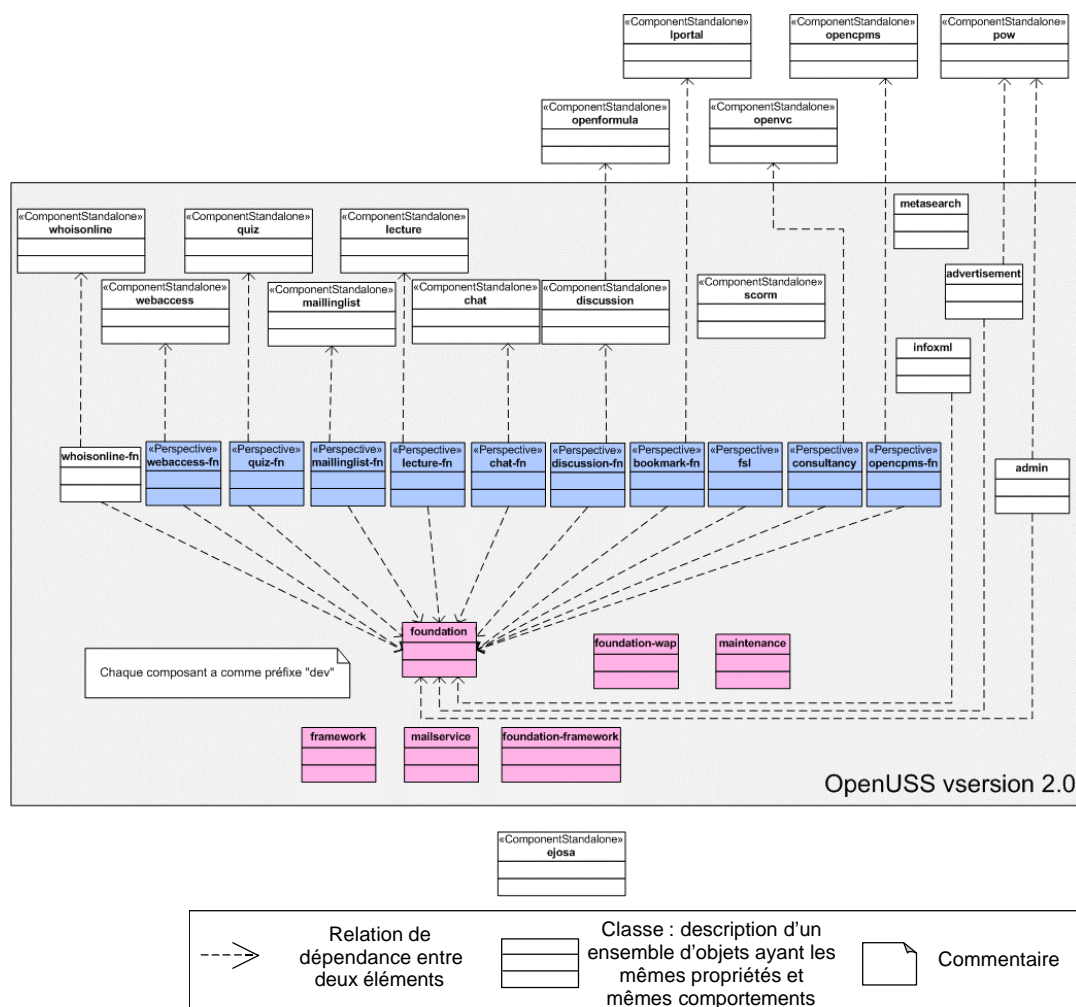 «ComponentStandalone»
lportal
«ComponentStandalone»
opencpms
«ComponentStandalone»
pow
«ComponentStandalone»
openformula
«ComponentStandalone»
openvc
«ComponentStandalone»
whoisonline
«ComponentStandalone»
quiz
«ComponentStandalone»
lecture
metasearch
«ComponentStandalone»
webaccess
«ComponentStandalone»
maillinglist
«ComponentStandalone»
chat
«ComponentStandalone»
discussion
«ComponentStandalone»
scorm
advertisement
infoxml
whoisonline-fn
«Perspective»
webaccess-fn
«Perspective»
quiz-fn
«Perspective»
maillinglist-fn
«Perspective»
lecture-fn
«Perspective»
chat-fn
«Perspective»
discussion-fn
«Perspective»
bookmark-fn
«Perspective»
fsl
«Perspective»
consultancy
«Perspective»
opencpms-fn
admin
foundation
foundation-wap
maintenance
Chaque composant a comme préfixe "dev"
framework
mailservice
foundation-framework
OpenUSS vsersion 2.0
«ComponentStandalone»
ejosa
Relation de
dépendance entre
deux éléments
Classe : description d'un
ensemble d'objets ayant les
mêmes propriétés et
mêmes comportements
Commentaire